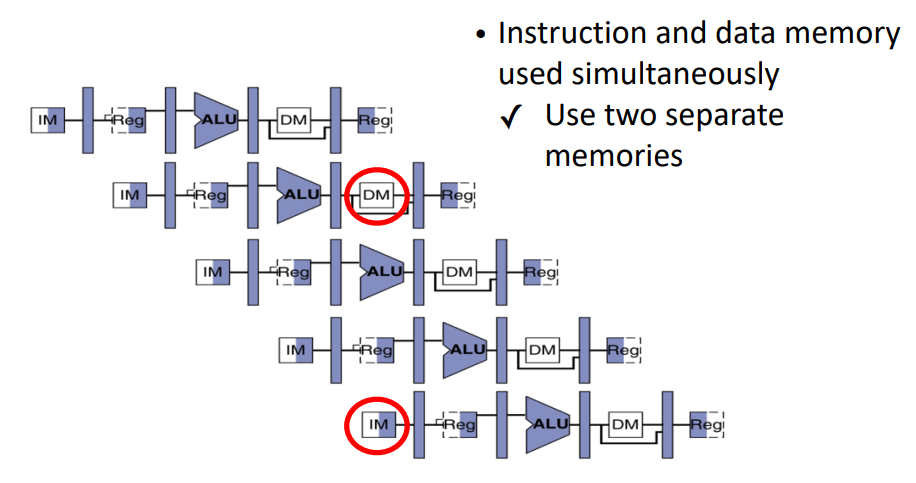 • Instruction and data memory
used simultaneously
✓ Use two separate
memories
IM Reg ALU DM Reg
IM Reg ALU DM Reg
IM Reg ALU DM Reg
IM Reg ALU DM Reg
IM Reg ALU DM Reg